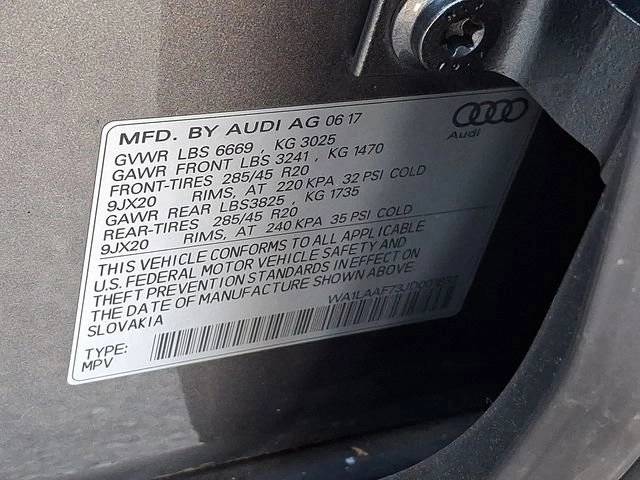 MFD. BY AUDI AG 06 17
GVWR LBS 6669 , KG 3025
GAWR FRONT LBS 3241 , KG 1470
FRONT-TIRES 285/45 R20
9JX20 RIMS, AT 220 KPA 32 PSI COLD
GAWR REAR LBS3825 , KG 1735
REAR-TIRES 285/45 R20
9JX20 RIMS, AT 240 KPA 35 PSI COLD
THIS VEHICLE CONFORMS TO ALL APPLICABLE
U.S. FEDERAL MOTOR VEHICLE SAFETY AND
THEFT PREVENTION STANDARDS IN EFFECT ON
THE DATE OF MANUFACTURE SHOWN ABOVE.
SLOVAKIA
TYPE:
MPV
Audi